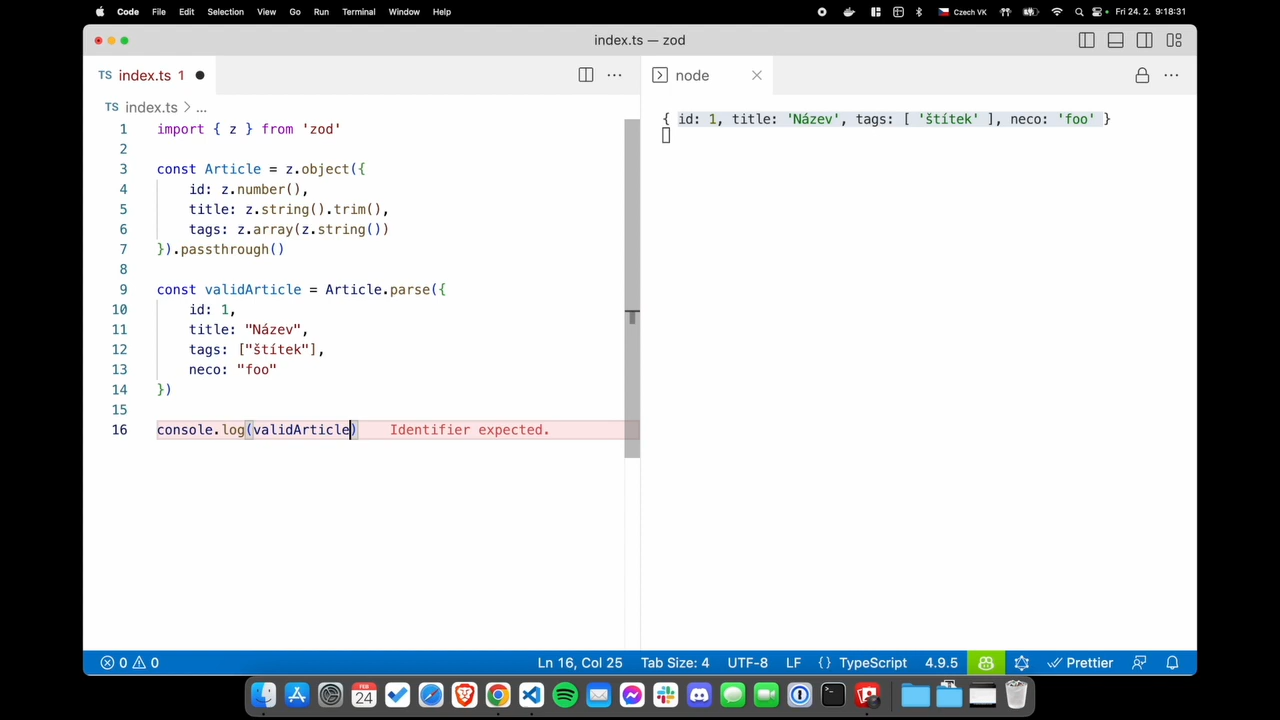 Code File Edit Selection View Go Run Terminal Window Help Czech VK Fri 24. 2. 9:18:31
index.ts — zod
TS index.ts 1
node
TS index.ts > ...
1 import { z } from 'zod'
2
3 const Article = z.object({
4 id: z.number(),
5 title: z.string().trim(),
6 tags: z.array(z.string())
7 }).passthrough()
8
9 const validArticle = Article.parse({
10 id: 1,
11 title: "Název",
12 tags: ["štítek"],
13 neco: "foo"
14 })
15
16 console.log(validArticle) Identifier expected.
{ id: 1, title: 'Název', tags: [ 'štítek' ], neco: 'foo' }
0 0 Ln 16, Col 25 Tab Size: 4 UTF-8 LF {} TypeScript 4.9.5 Prettier
FEB
24